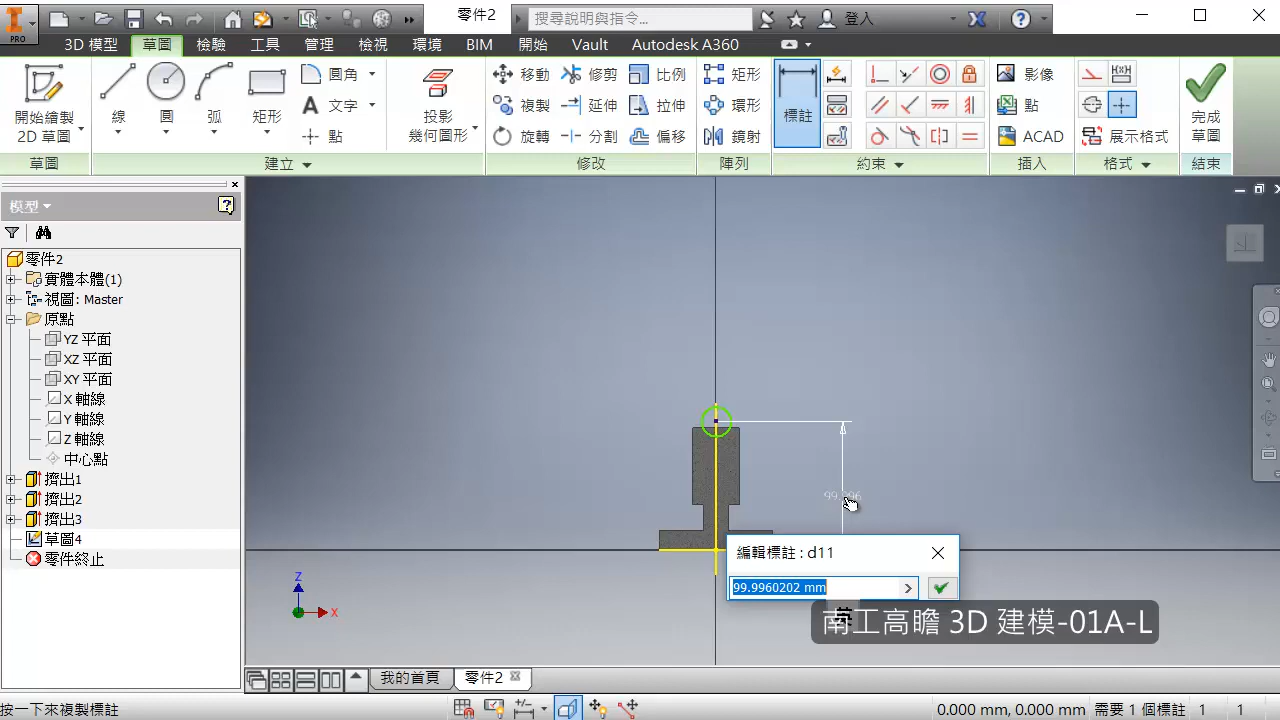 零件2
搜尋說明與指令...
登入
PRO
3D 模型
草圖
檢驗
工具
管理
檢視
環境
BIM
開始
Vault
Autodesk A360
開始繪製
2D 草圖
線
圓
弧
矩形
圓角
文字
點
投影
幾何圖形
移動
修剪
比例
複製
延伸
拉伸
旋轉
分割
偏移
矩形
環形
鏡射
標註
影像
點
ACAD
展示格式
完成
草圖
草圖
建立
修改
陣列
約束
插入
格式
結束
模型
零件2
實體本體(1)
視圖: Master
原點
YZ 平面
XZ 平面
XY 平面
X 軸線
Y 軸線
Z 軸線
中心點
擠出1
擠出2
擠出3
草圖4
零件終止
Z
X
編輯標註 : d11
99.9960202 mm
南工高瞻 3D 建模-01A-L
我的首頁
零件2
按一下來複製標註
0.000 mm, 0.000 mm
需要 1 個標註
1
1